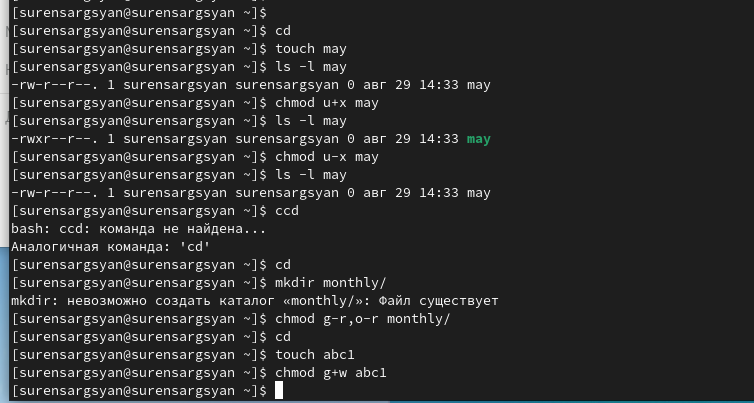 [surensargsyan@surensargsyan ~]$
[surensargsyan@surensargsyan ~]$ cd
[surensargsyan@surensargsyan ~]$ touch may
[surensargsyan@surensargsyan ~]$ ls -l may
-rw-r--r--. 1 surensargsyan surensargsyan 0 авг 29 14:33 may
[surensargsyan@surensargsyan ~]$ chmod u+x may
[surensargsyan@surensargsyan ~]$ ls -l may
-rwxr--r--. 1 surensargsyan surensargsyan 0 авг 29 14:33 may
[surensargsyan@surensargsyan ~]$ chmod u-x may
[surensargsyan@surensargsyan ~]$ ls -l may
-rw-r--r--. 1 surensargsyan surensargsyan 0 авг 29 14:33 may
[surensargsyan@surensargsyan ~]$ ccd
bash: ccd: команда не найдена...
Аналогичная команда: 'cd'
[surensargsyan@surensargsyan ~]$ cd
[surensargsyan@surensargsyan ~]$ mkdir monthly/
mkdir: невозможно создать каталог «monthly/»: Файл существует
[surensargsyan@surensargsyan ~]$ chmod g-r,o-r monthly/
[surensargsyan@surensargsyan ~]$ cd
[surensargsyan@surensargsyan ~]$ touch abc1
[surensargsyan@surensargsyan ~]$ chmod g+w abc1
[surensargsyan@surensargsyan ~]$